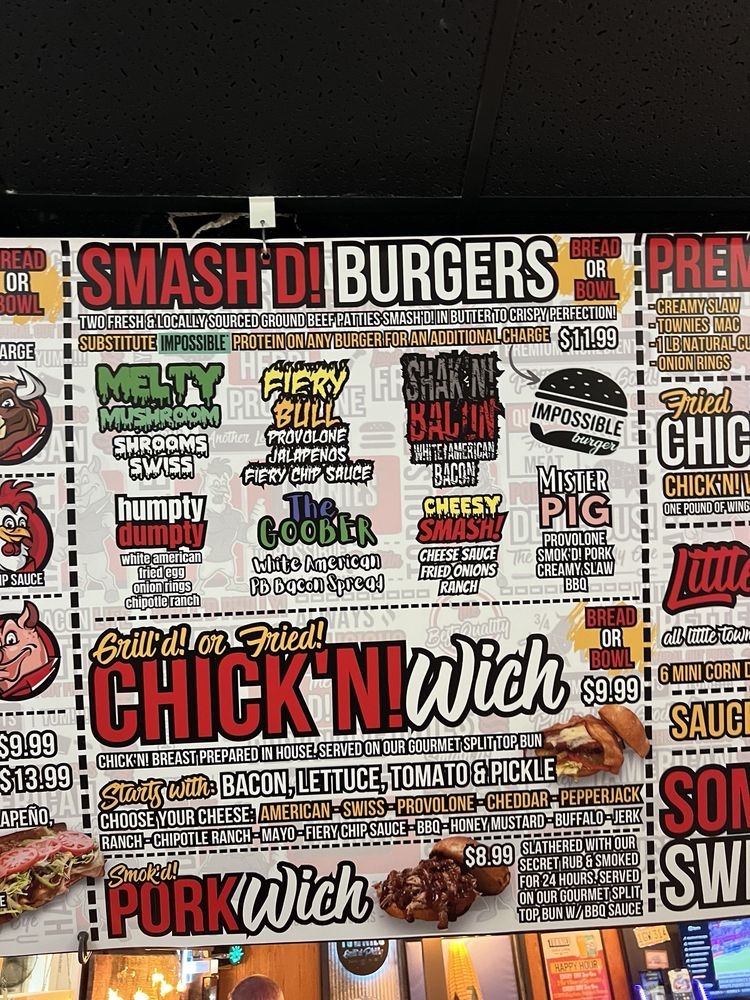 READ
OR
BOWL
ARGE
P SAUCE
$9.99
$13.99
APEÑO,
SMASH'D! BURGERS
BREAD
OR
BOWL
TWO FRESH & LOCALLY SOURCED GROUND BEEF PATTIES SMASH'D! IN BUTTER TO CRISPY PERFECTION!
SUBSTITUTE IMPOSSIBLE PROTEIN ON ANY BURGER FOR AN ADDITIONAL CHARGE $11.99
MELTY
MUSHROOM
SHROOMS
SWISS
FIERY
BULL
PROVOLONE
JALAPENOS
FIERY CHIP SAUCE
SHAK'N!
BACUN
WHITE AMERICAN
BACON
IMPOSSIBLE
burger
humpty
dumpty
white american
fried egg
onion rings
chipotle ranch
The
GOOBER
White American
PB Bacon Spread
CHEESY
SMASH!
CHEESE SAUCE
FRIED ONIONS
RANCH
MISTER
PIG
PROVOLONE
SMOK'D! PORK
CREAMY SLAW
BBQ
Grill'd! or Fried!
CHICK'N! Wich
BREAD
OR
BOWL
$9.99
CHICK'N! BREAST PREPARED IN HOUSE. SERVED ON OUR GOURMET SPLIT TOP BUN
Starts with: BACON, LETTUCE, TOMATO & PICKLE
CHOOSE YOUR CHEESE: AMERICAN - SWISS - PROVOLONE - CHEDDAR - PEPPERJACK
RANCH - CHIPOTLE RANCH - MAYO - FIERY CHIP SAUCE - BBQ - HONEY MUSTARD - BUFFALO - JERK
Smok'd!
PORK Wich
$8.99
SLATHERED WITH OUR
SECRET RUB & SMOKED
FOR 24 HOURS. SERVED
ON OUR GOURMET SPLIT
TOP BUN W/ BBQ SAUCE
PREM
- CREAMY SLAW
- TOWNIES MAC
- 1 LB NATURAL CU
- ONION RINGS
Fried
CHIC
CHICK'N! W
ONE POUND OF WING
Little
all little town
6 MINI CORN D
SAUC
SOM
SWI
HAPPY HOUR